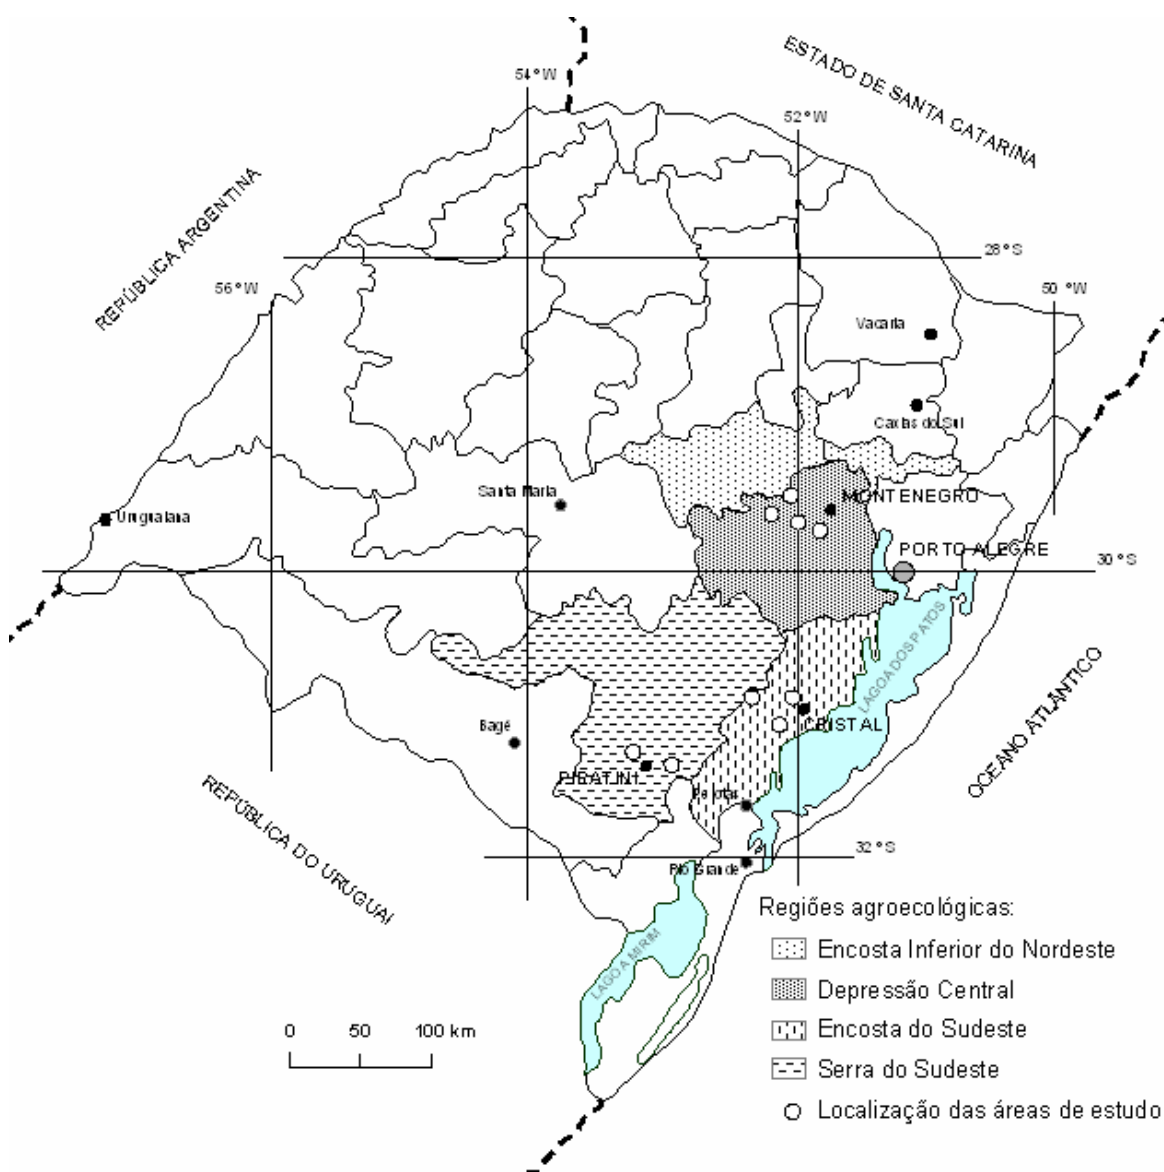 ESTADO DE SANTA CATARINA
54°W
52°W
REPÚBLICA ARGENTINA
28°S
56°W
50°W
Vacaria
Caxias do Sul
Santa Maria
MONTENEGRO
Uruguaiana
PORTO ALEGRE
30°S
LAGOA DOS PATOS
OCEANO ATLÂNTICO
Bagé
CRISTAL
PIRATINI
Pelotas
REPÚBLICA DO URUGUAI
32°S
Rio Grande
LAGOA MIRIM
Regiões agroecológicas:
Encosta Inferior do Nordeste
Depressão Central
Encosta do Sudeste
Serra do Sudeste
Localização das áreas de estudo
0 50 100 km